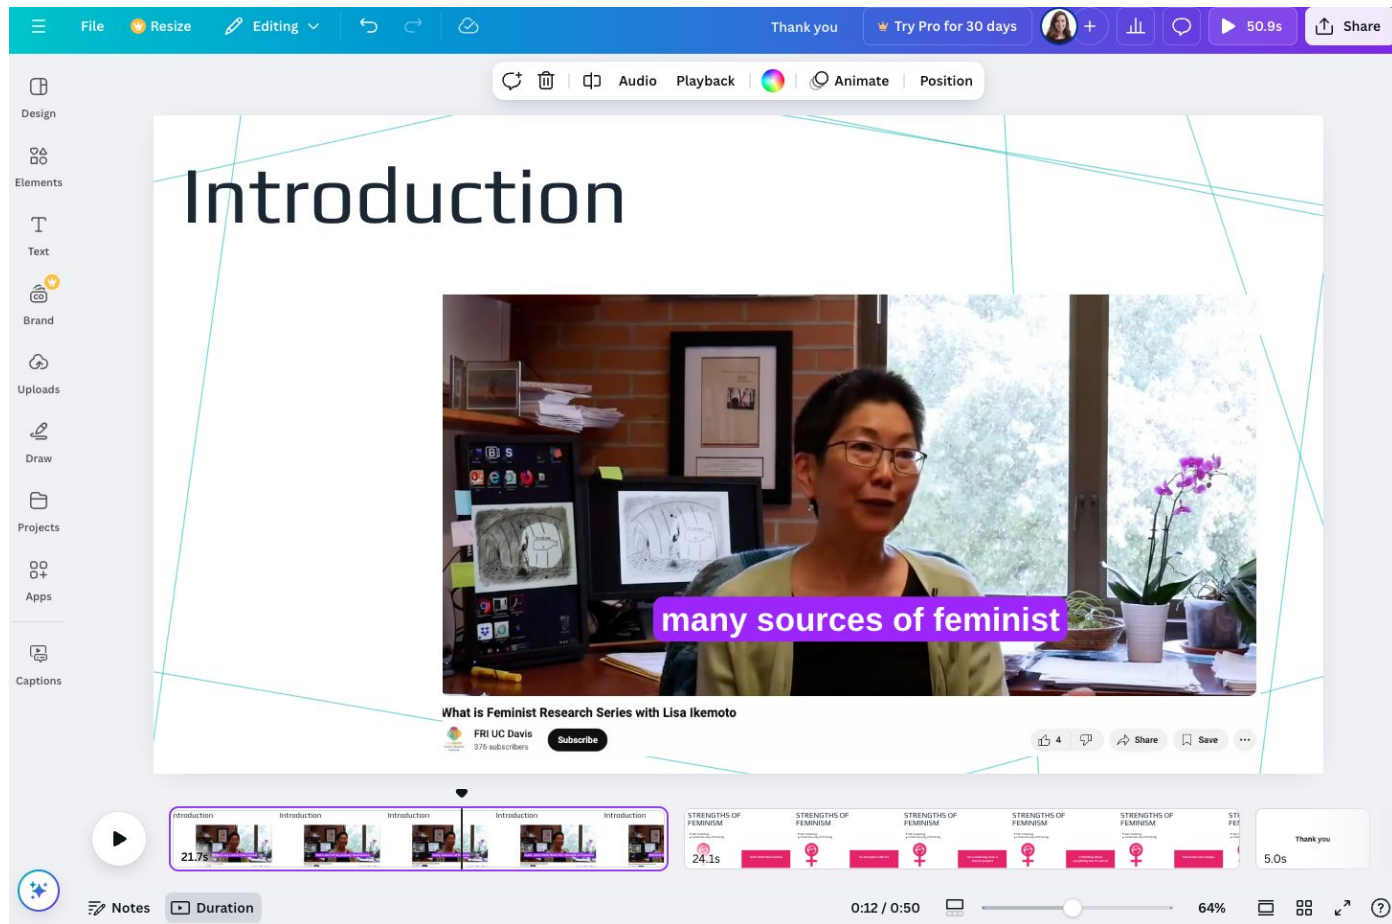 File
Resize
Editing
Thank you
Try Pro for 30 days
+
50.9s
Share
Design
Elements
Text
Brand
Uploads
Draw
Projects
Apps
Captions
Audio
Playback
Animate
Position
Introduction
many sources of feminist
What is Feminist Research Series with Lisa Ikemoto
FRI UC Davis
376 subscribers
Subscribe
4
Share
Save
ntroduction
Introduction
Introduction
Introduction
Introduction
21.7s
STRENGTHS OF
FEMINISM
STRENGTHS OF
FEMINISM
STRENGTHS OF
FEMINISM
STRENGTHS OF
FEMINISM
STRENGTHS OF
FEMINISM
24.1s
Thank you
5.0s
Notes
Duration
0:12 / 0:50
64%